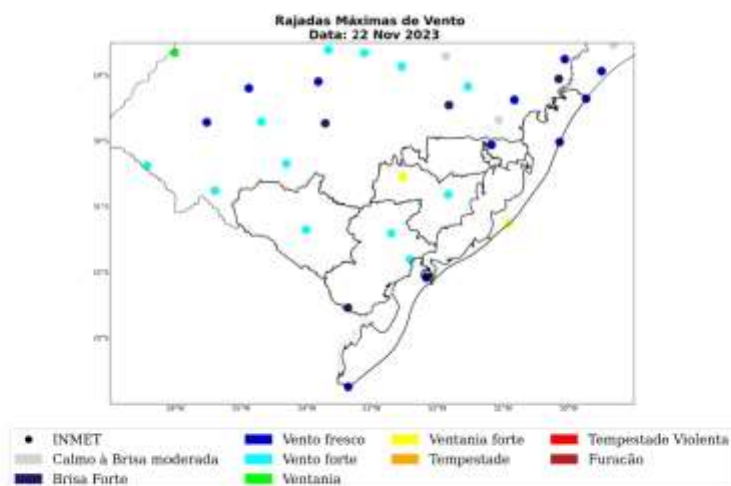 Rajadas Máximas de Vento
Data: 22 Nov 2023
INMET
Calmo à Brisa moderada
Brisa Forte
Vento fresco
Vento forte
Ventania
Ventania forte
Tempestade
Tempestade Violenta
Furacão